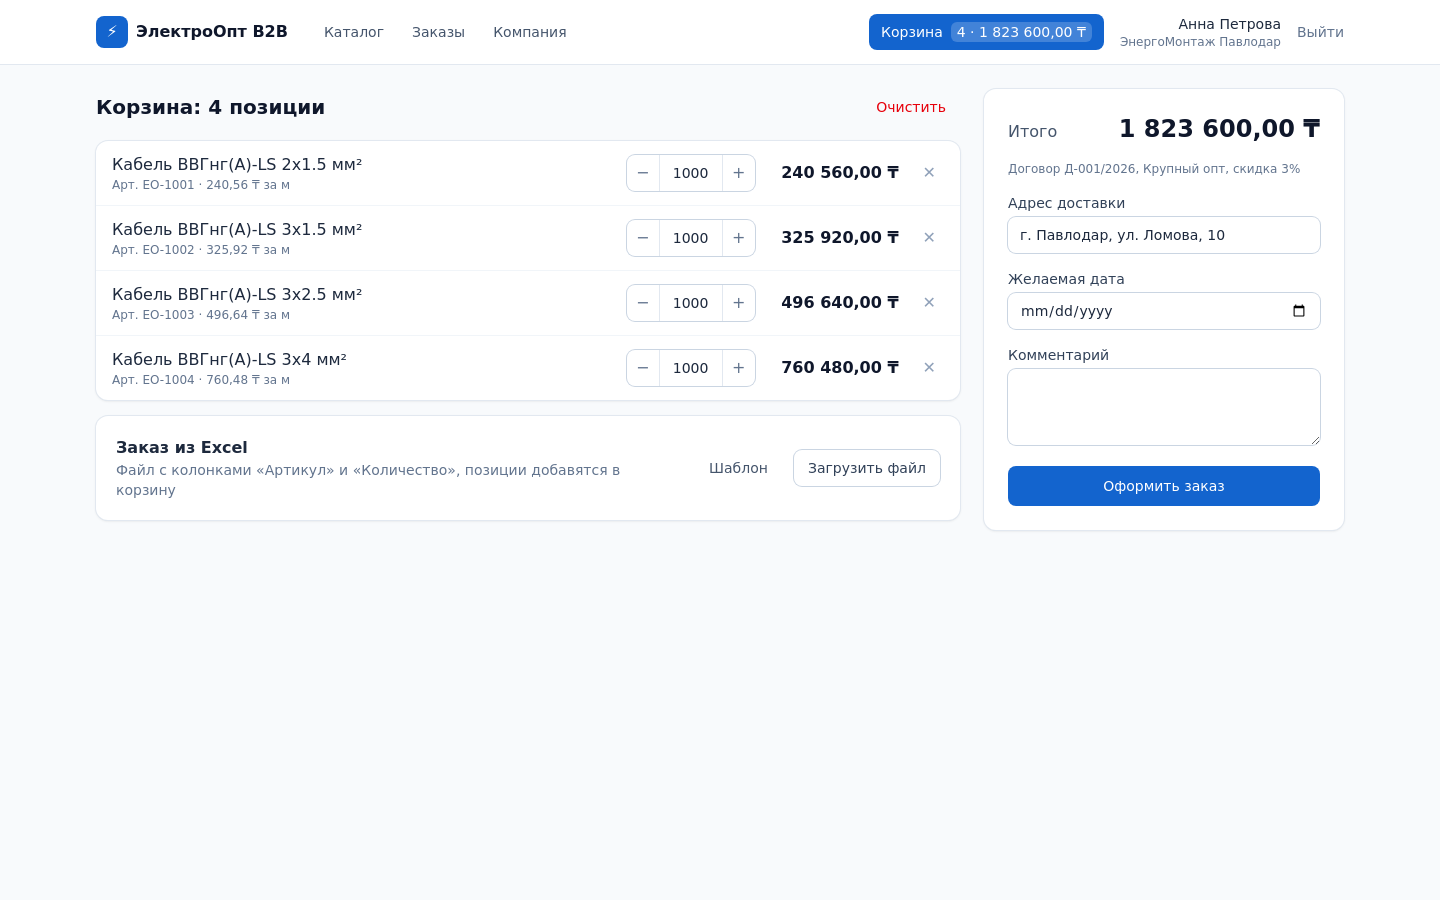 ⚡ ЭлектроОпт B2B
Каталог
Заказы
Компания
Корзина 4 · 1 823 600,00 ₸
Анна Петрова
ЭнергоМонтаж Павлодар
Выйти
Корзина: 4 позиции
Очистить
Кабель ВВГнг(А)-LS 2х1.5 мм²
Арт. EO-1001 · 240,56 ₸ за м
− 1000 +
240 560,00 ₸ ✕
Кабель ВВГнг(А)-LS 3х1.5 мм²
Арт. EO-1002 · 325,92 ₸ за м
− 1000 +
325 920,00 ₸ ✕
Кабель ВВГнг(А)-LS 3х2.5 мм²
Арт. EO-1003 · 496,64 ₸ за м
− 1000 +
496 640,00 ₸ ✕
Кабель ВВГнг(А)-LS 3х4 мм²
Арт. EO-1004 · 760,48 ₸ за м
− 1000 +
760 480,00 ₸ ✕
Заказ из Excel
Файл с колонками «Артикул» и «Количество», позиции добавятся в
корзину
Шаблон
Загрузить файл
Итого 1 823 600,00 ₸
Договор Д-001/2026, Крупный опт, скидка 3%
Адрес доставки
г. Павлодар, ул. Ломова, 10
Желаемая дата
mm/dd/yyyy
Комментарий
Оформить заказ